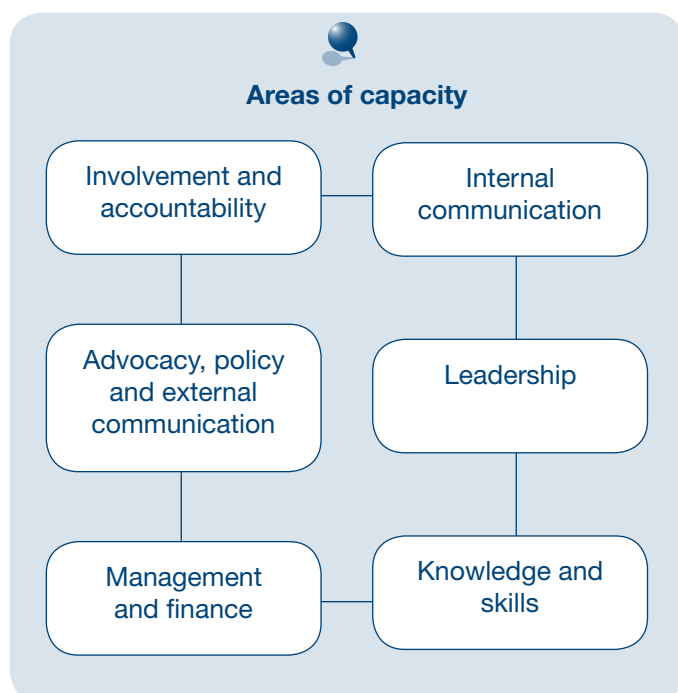 Areas of capacity
Involvement and
accountability
Internal
communication
Advocacy, policy
and external
communication
Leadership
Management
and finance
Knowledge and
skills